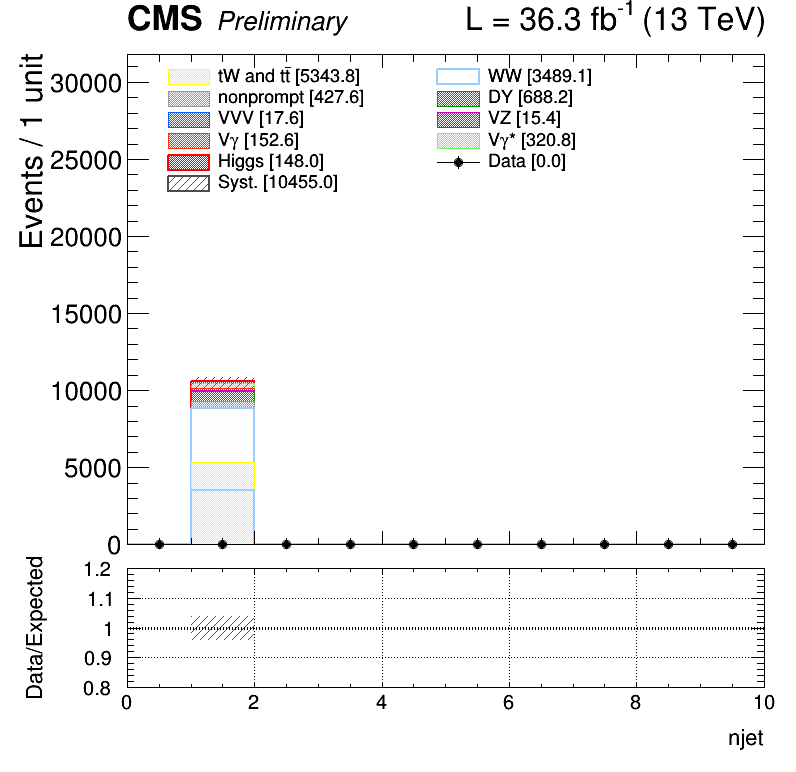 CMS Preliminary L = 36.3 fb⁻¹ (13 TeV)
Events / 1 unit
30000
25000
20000
15000
10000
5000
0
tW and tt̄ [5343.8]
WW [3489.1]
nonprompt [427.6]
DY [688.2]
VVV [17.6]
VZ [15.4]
Vγ [152.6]
Vγ* [320.8]
Higgs [148.0]
Data [0.0]
Syst. [10455.0]
Data/Expected
1.2
1.1
1
0.9
0.8
0 2 4 6 8 10
njet